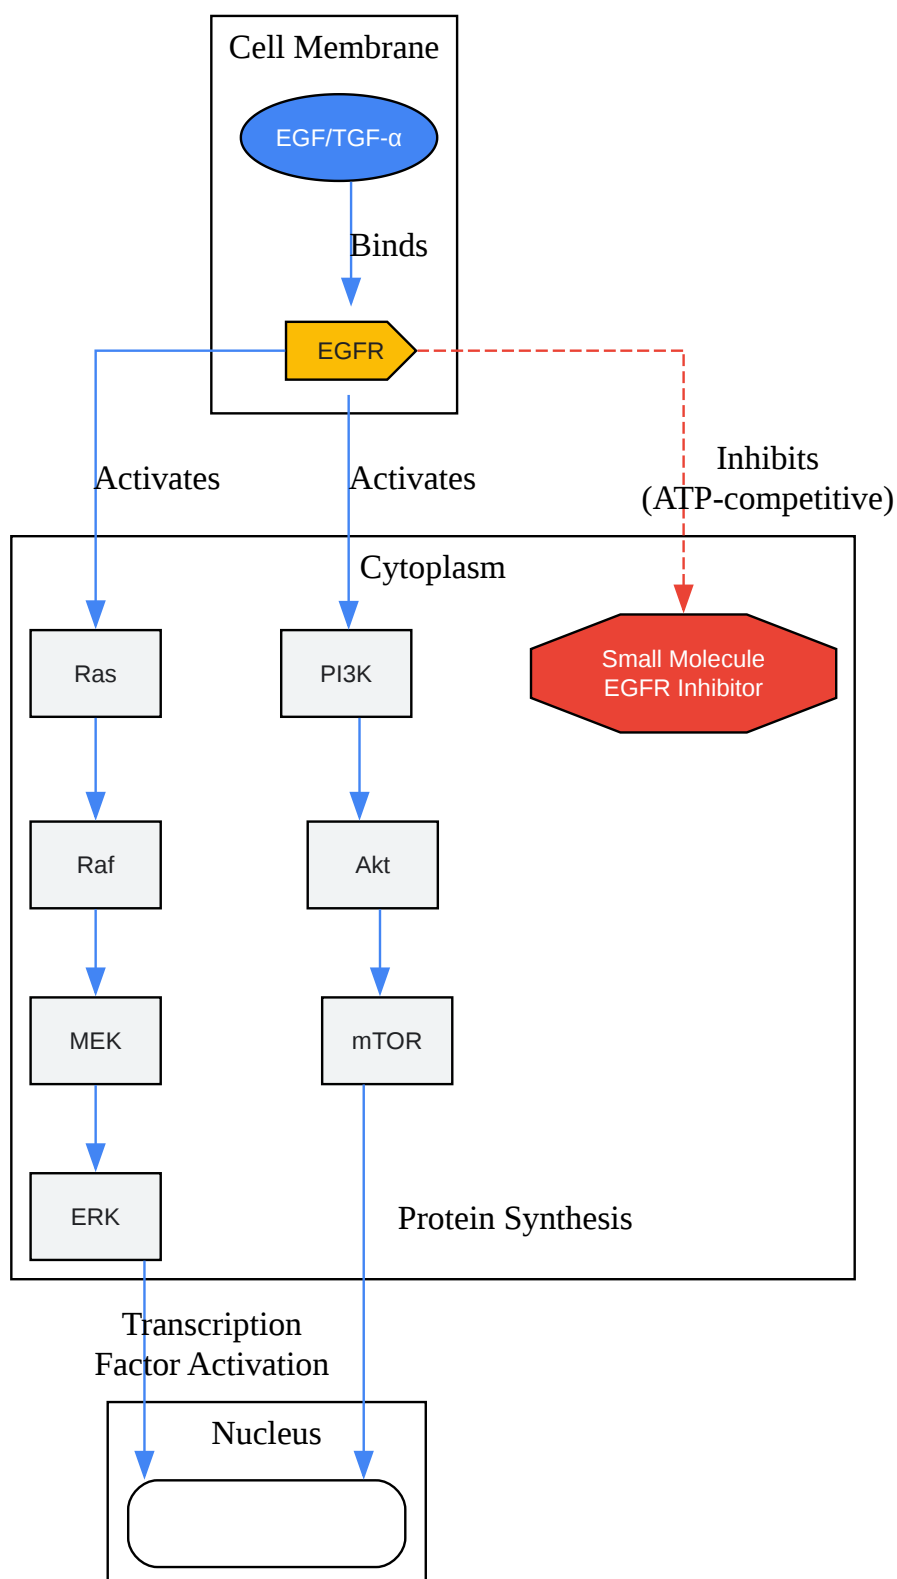 Cell Membrane
EGF/TGF-α
Binds
EGFR
Activates
Activates
Inhibits
(ATP-competitive)
Cytoplasm
Ras
PI3K
Small Molecule
EGFR Inhibitor
Raf
Akt
MEK
mTOR
ERK
Protein Synthesis
Transcription
Factor Activation
Nucleus